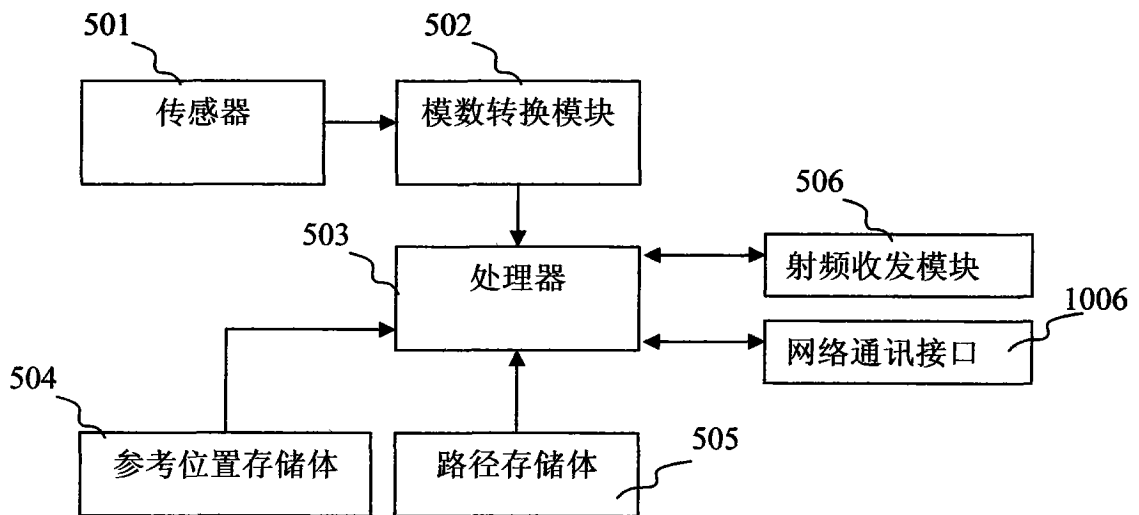 501
502
传感器
模数转换模块
506
503
处理器
射频收发模块
1006
网络通讯接口
504
505
参考位置存储体
路径存储体